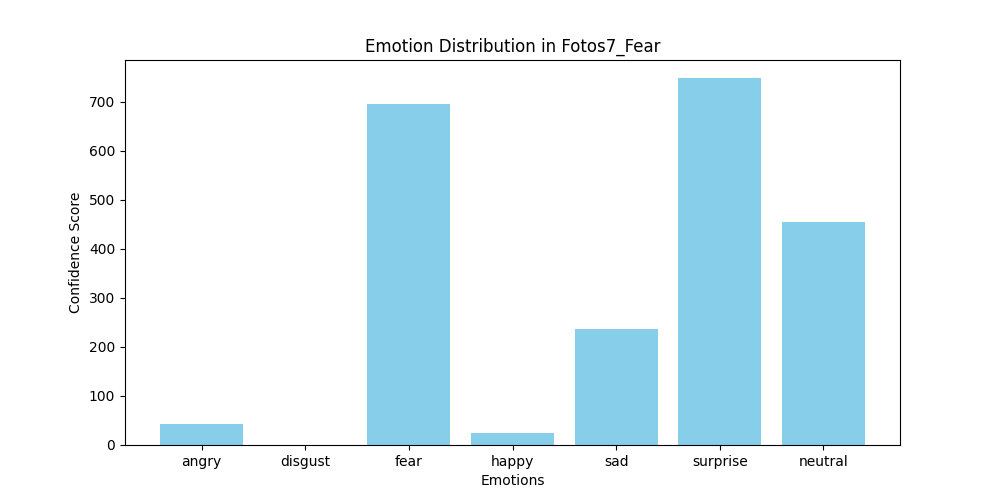 Emotion Distribution in Fotos7_Fear
Confidence Score
700
600
500
400
300
200
100
0
angry disgust fear happy sad surprise neutral
Emotions